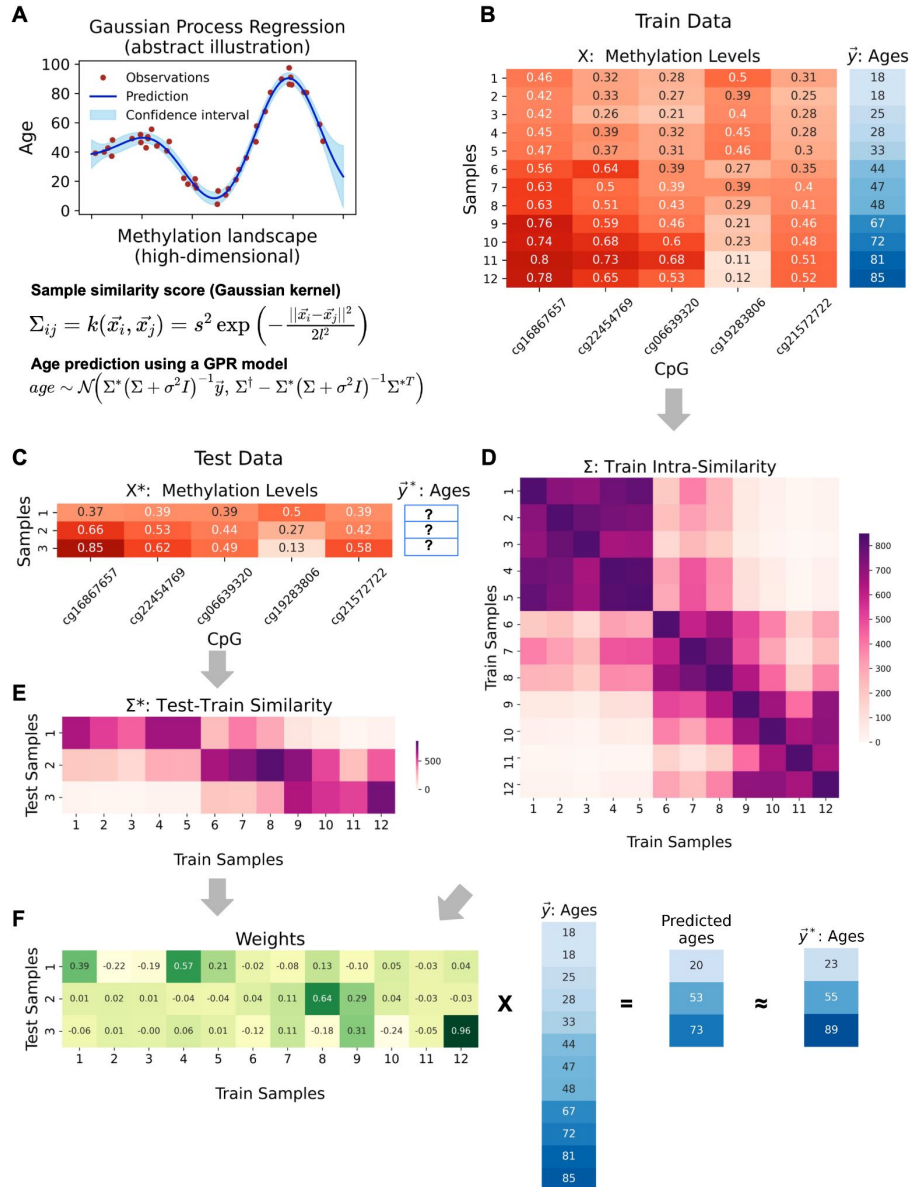 A
Gaussian Process Regression
(abstract illustration)
Observations
Prediction
Confidence interval
100
80
60
40
20
0
Age
Methylation landscape
(high-dimensional)
Sample similarity score (Gaussian kernel)
Σij = k(x⃗i, x⃗j) = s² exp(−||x⃗i−x⃗j||²/2l²)
Age prediction using a GPR model
age ∼ N(Σ*(Σ + σ²I)⁻¹y⃗, Σ† − Σ*(Σ + σ²I)⁻¹Σ*ᵀ)
B
Train Data
X: Methylation Levels
y⃗: Ages
1 0.46 0.32 0.28 0.5 0.31 18
2 0.42 0.33 0.27 0.39 0.25 18
3 0.42 0.26 0.21 0.4 0.28 25
4 0.45 0.39 0.32 0.45 0.28 28
5 0.47 0.37 0.31 0.46 0.3 33
6 0.56 0.64 0.39 0.27 0.35 44
7 0.63 0.5 0.39 0.39 0.4 47
8 0.63 0.51 0.43 0.29 0.41 48
9 0.76 0.59 0.46 0.21 0.46 67
10 0.74 0.68 0.6 0.23 0.48 72
11 0.8 0.73 0.68 0.11 0.51 81
12 0.78 0.65 0.53 0.12 0.52 85
Samples
cg16867657 cg22454769 cg06639320 cg19283806 cg21572722
CpG
C
Test Data
X*: Methylation Levels
y⃗*: Ages
1 0.37 0.39 0.39 0.5 0.39 ?
2 0.66 0.53 0.44 0.27 0.42 ?
3 0.85 0.62 0.49 0.13 0.58 ?
Samples
cg16867657 cg22454769 cg06639320 cg19283806 cg21572722
CpG
D
Σ: Train Intra-Similarity
1
2
3
4
5
6
7
8
9
10
11
12
Train Samples
1 2 3 4 5 6 7 8 9 10 11 12
Train Samples
800
700
600
500
400
300
200
100
0
E
Σ*: Test-Train Similarity
1
2
3
Test Samples
1 2 3 4 5 6 7 8 9 10 11 12
Train Samples
500
0
F
Weights
1 0.39 -0.22 -0.19 0.57 0.21 -0.02 -0.08 0.13 -0.10 0.05 -0.03 0.04
2 0.01 0.02 0.01 -0.04 -0.04 0.04 0.11 0.64 0.29 0.04 -0.03 -0.03
3 -0.06 0.01 -0.00 0.06 0.01 -0.12 0.11 -0.18 0.31 -0.24 -0.05 0.96
Test Samples
1 2 3 4 5 6 7 8 9 10 11 12
Train Samples
X
y⃗: Ages
18
18
25
28
33
44
47
48
67
72
81
85
=
Predicted
ages
20
53
73
≈
y⃗*: Ages
23
55
89